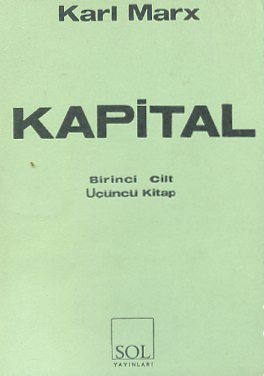 Karl Marx
KAPİTAL
Birinci Cilt
Üçüncü Kitap
SOL
YAYINLARI